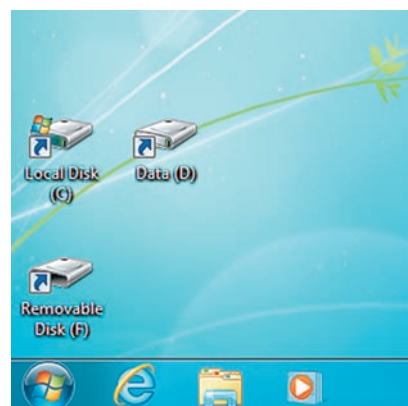 Local Disk
(C)
Data (D)
Removable
Disk (F)